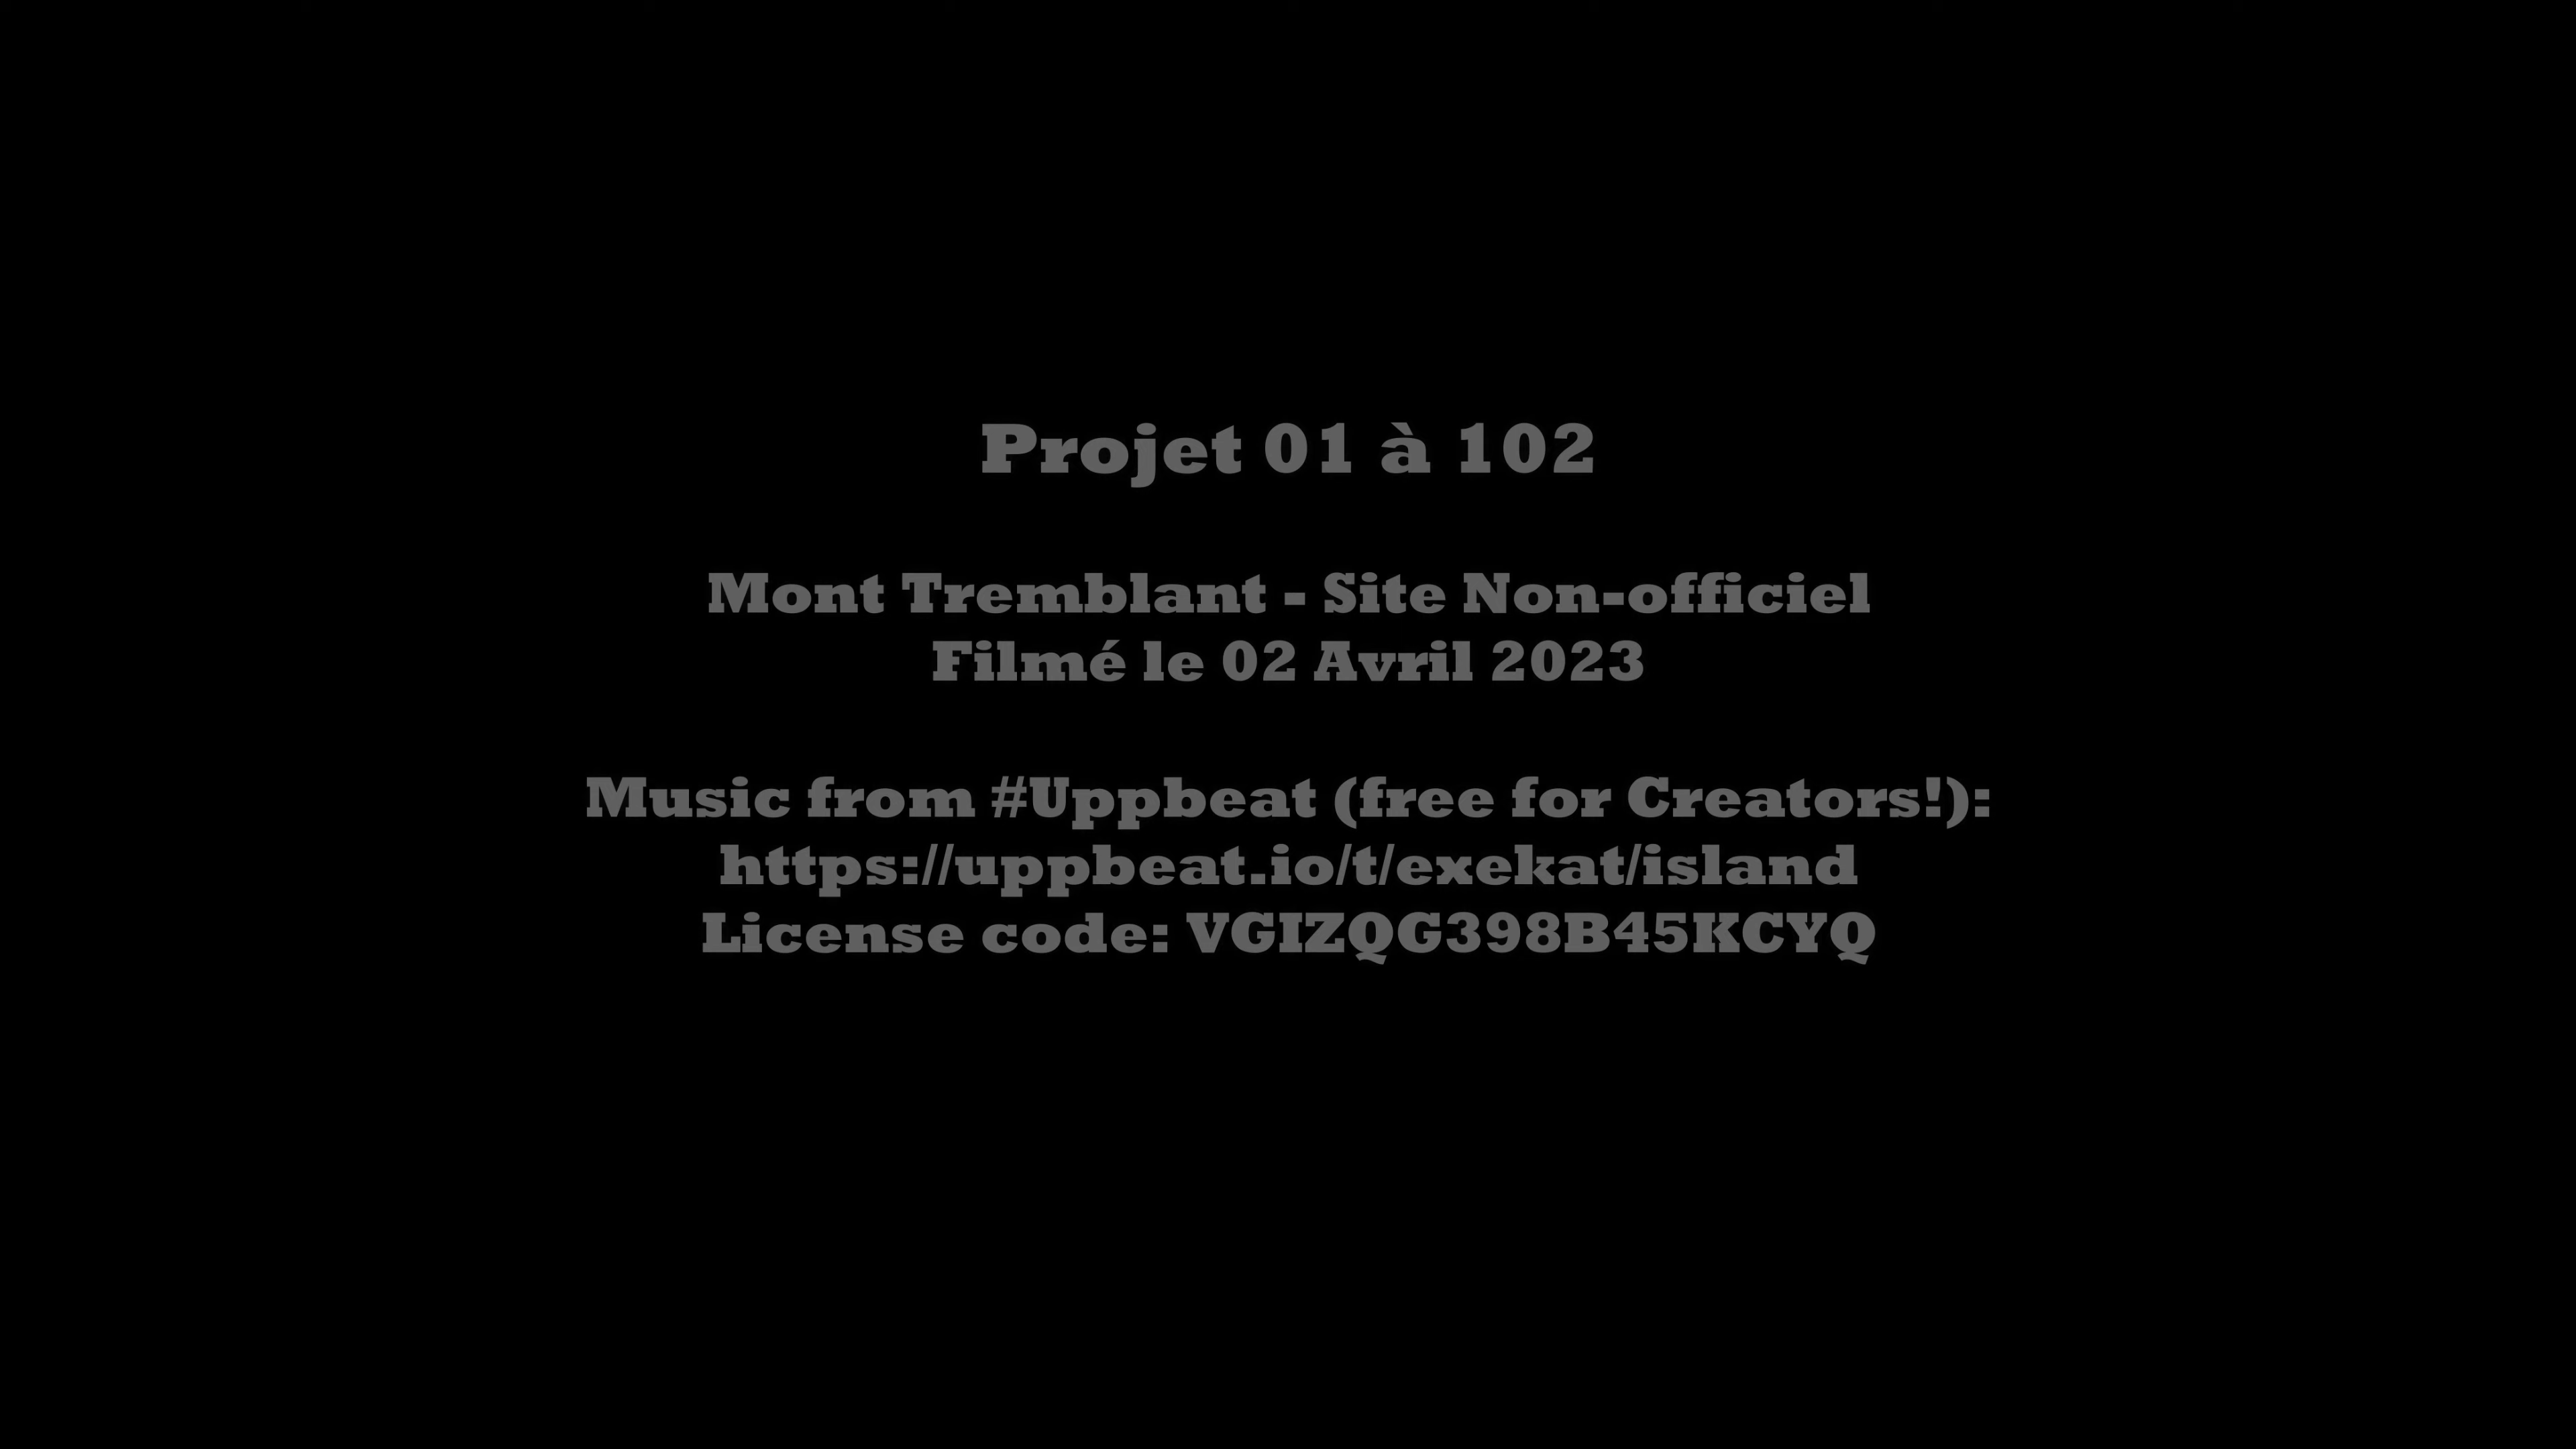 Projet 01 à 102
Mont Tremblant - Site Non-officiel
Filmé le 02 Avril 2023
Music from #Uppbeat (free for Creators!):
https://uppbeat.io/t/exekat/island
License code: VGIZQG398B45KCYQ